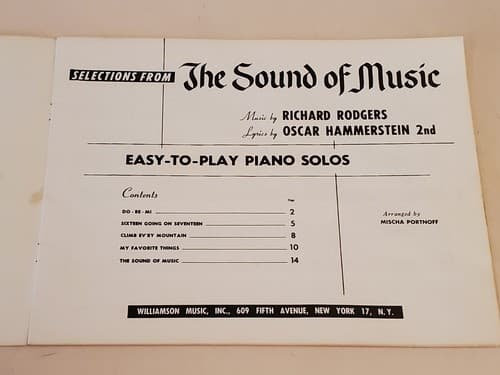 SELECTIONS FROM The Sound of Music
Music by RICHARD RODGERS
Lyrics by OSCAR HAMMERSTEIN 2nd
EASY-TO-PLAY PIANO SOLOS
Contents
Page
DO - RE - MI 2
SIXTEEN GOING ON SEVENTEEN 5
CLIMB EV'RY MOUNTAIN 8
MY FAVORITE THINGS 10
THE SOUND OF MUSIC 14
Arranged by
MISCHA PORTNOFF
WILLIAMSON MUSIC, INC., 609 FIFTH AVENUE, NEW YORK 17, N.Y.